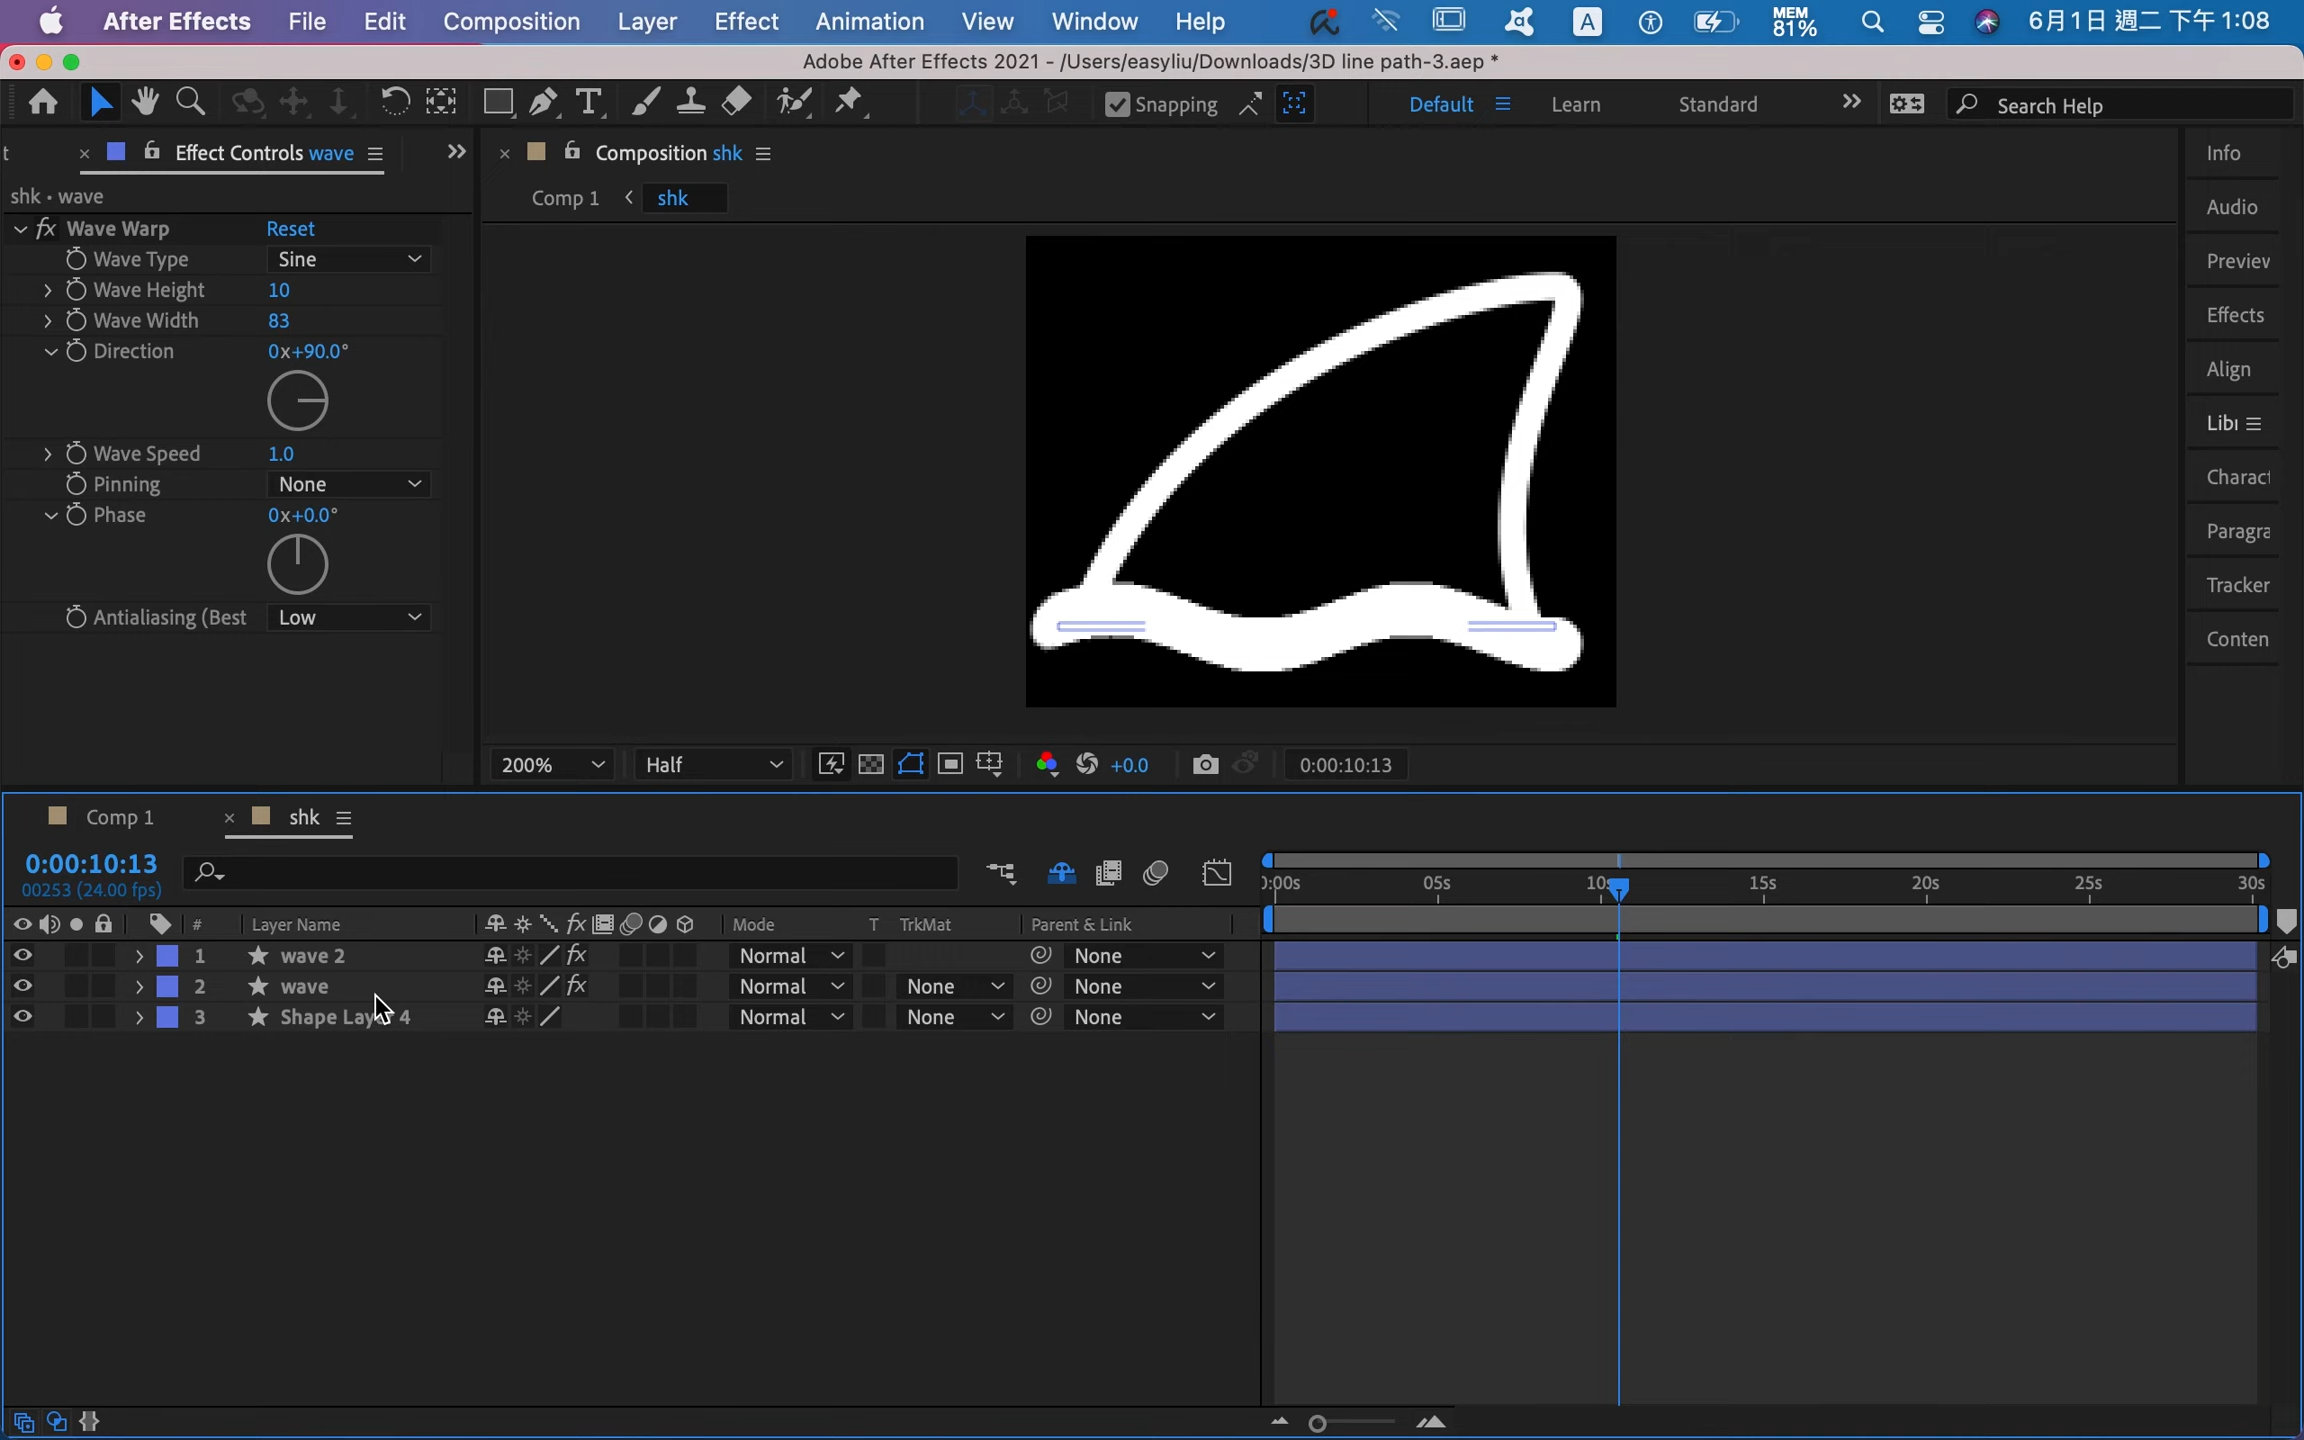 After Effects File Edit Composition Layer Effect Animation View Window Help A MEM 81% 6月1日 週二 下午 1:08
Adobe After Effects 2021 - /Users/easyliu/Downloads/3D line path-3.aep *
Snapping Default Learn Standard Search Help
t Effect Controls wave
Composition shk
Info
shk • wave
Comp 1 shk
fx Wave Warp Reset
Audio
Wave Type Sine
Preview
Wave Height 10
Wave Width 83
Effects
Direction 0x+90.0°
Align
Libr
Wave Speed 1.0
Pinning None
Charact
Phase 0x+0.0°
Paragra
Tracker
Antialiasing (Best Low
Conten
200% Half +0.0 0:00:10:13
Comp 1 shk
0:00:10:13
00253 (24.00 fps)
0:00s 05s 10s 15s 20s 25s 30s
# Layer Name fx Mode T TrkMat Parent & Link
1 wave 2 fx Normal None
2 wave fx Normal None None
3 Shape Layer 4 Normal None None